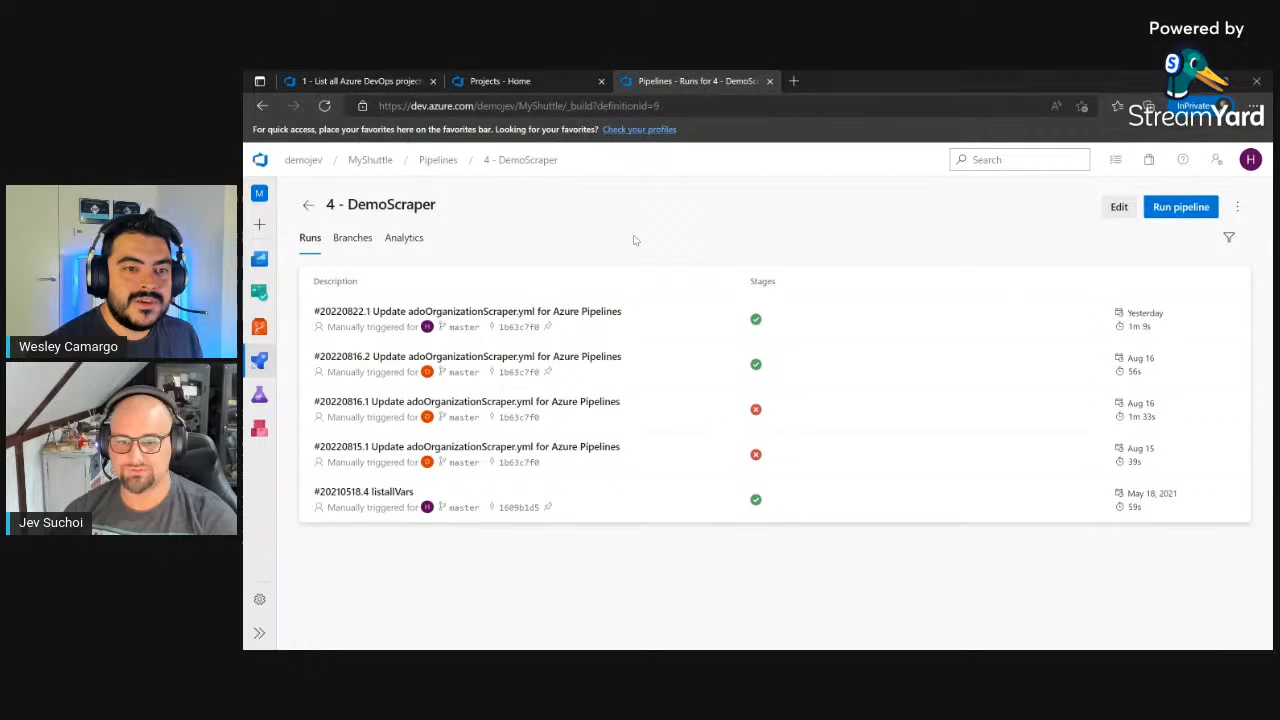 Powered by
StreamYard
1 - List all Azure DevOps project
Projects - Home
Pipelines - Runs for 4 - DemoSc
https://dev.azure.com/demojev/MyShuttle/_build?definitionid=9
InPrivate
For quick access, place your favorites here on the favorites bar. Looking for your favorites? Check your profiles
demojev / MyShuttle / Pipelines / 4 - DemoScraper
Search
H
M
4 - DemoScraper
Edit
Run pipeline
Runs
Branches
Analytics
Description
Stages
#20220822.1 Update adoOrganizationScraper.yml for Azure Pipelines
Yesterday
Manually triggered for H master 1b63c7f0
1m 9s
#20220816.2 Update adoOrganizationScraper.yml for Azure Pipelines
Aug 16
Manually triggered for D master 1b63c7f0
56s
#20220816.1 Update adoOrganizationScraper.yml for Azure Pipelines
Aug 16
Manually triggered for D master 1b63c7f0
1m 33s
#20220815.1 Update adoOrganizationScraper.yml for Azure Pipelines
Aug 15
Manually triggered for D master 1b63c7f0
39s
#20210518.4 listallVars
May 18, 2021
Manually triggered for H master 1609b1d5
59s
Wesley Camargo
Jev Suchoi